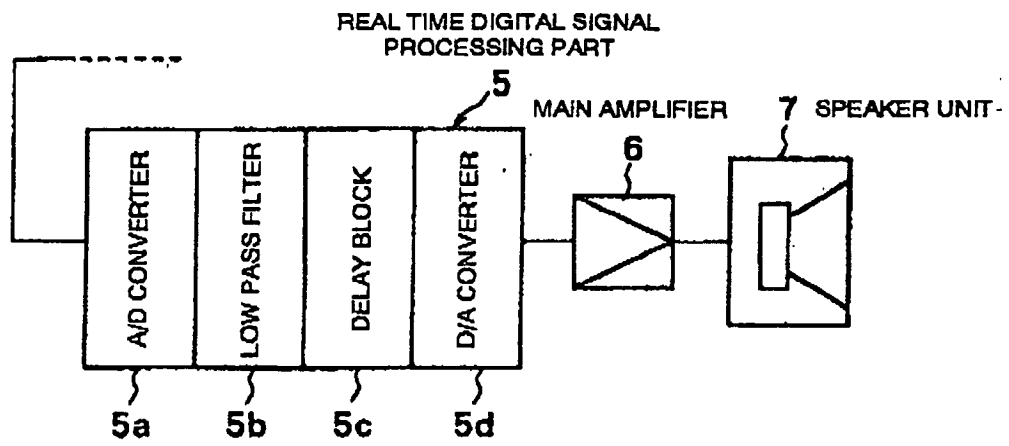 REAL TIME DIGITAL SIGNAL
PROCESSING PART
5
MAIN AMPLIFIER
6
7 SPEAKER UNIT
A/D CONVERTER
LOW PASS FILTER
DELAY BLOCK
D/A CONVERTER
5a 5b 5c 5d